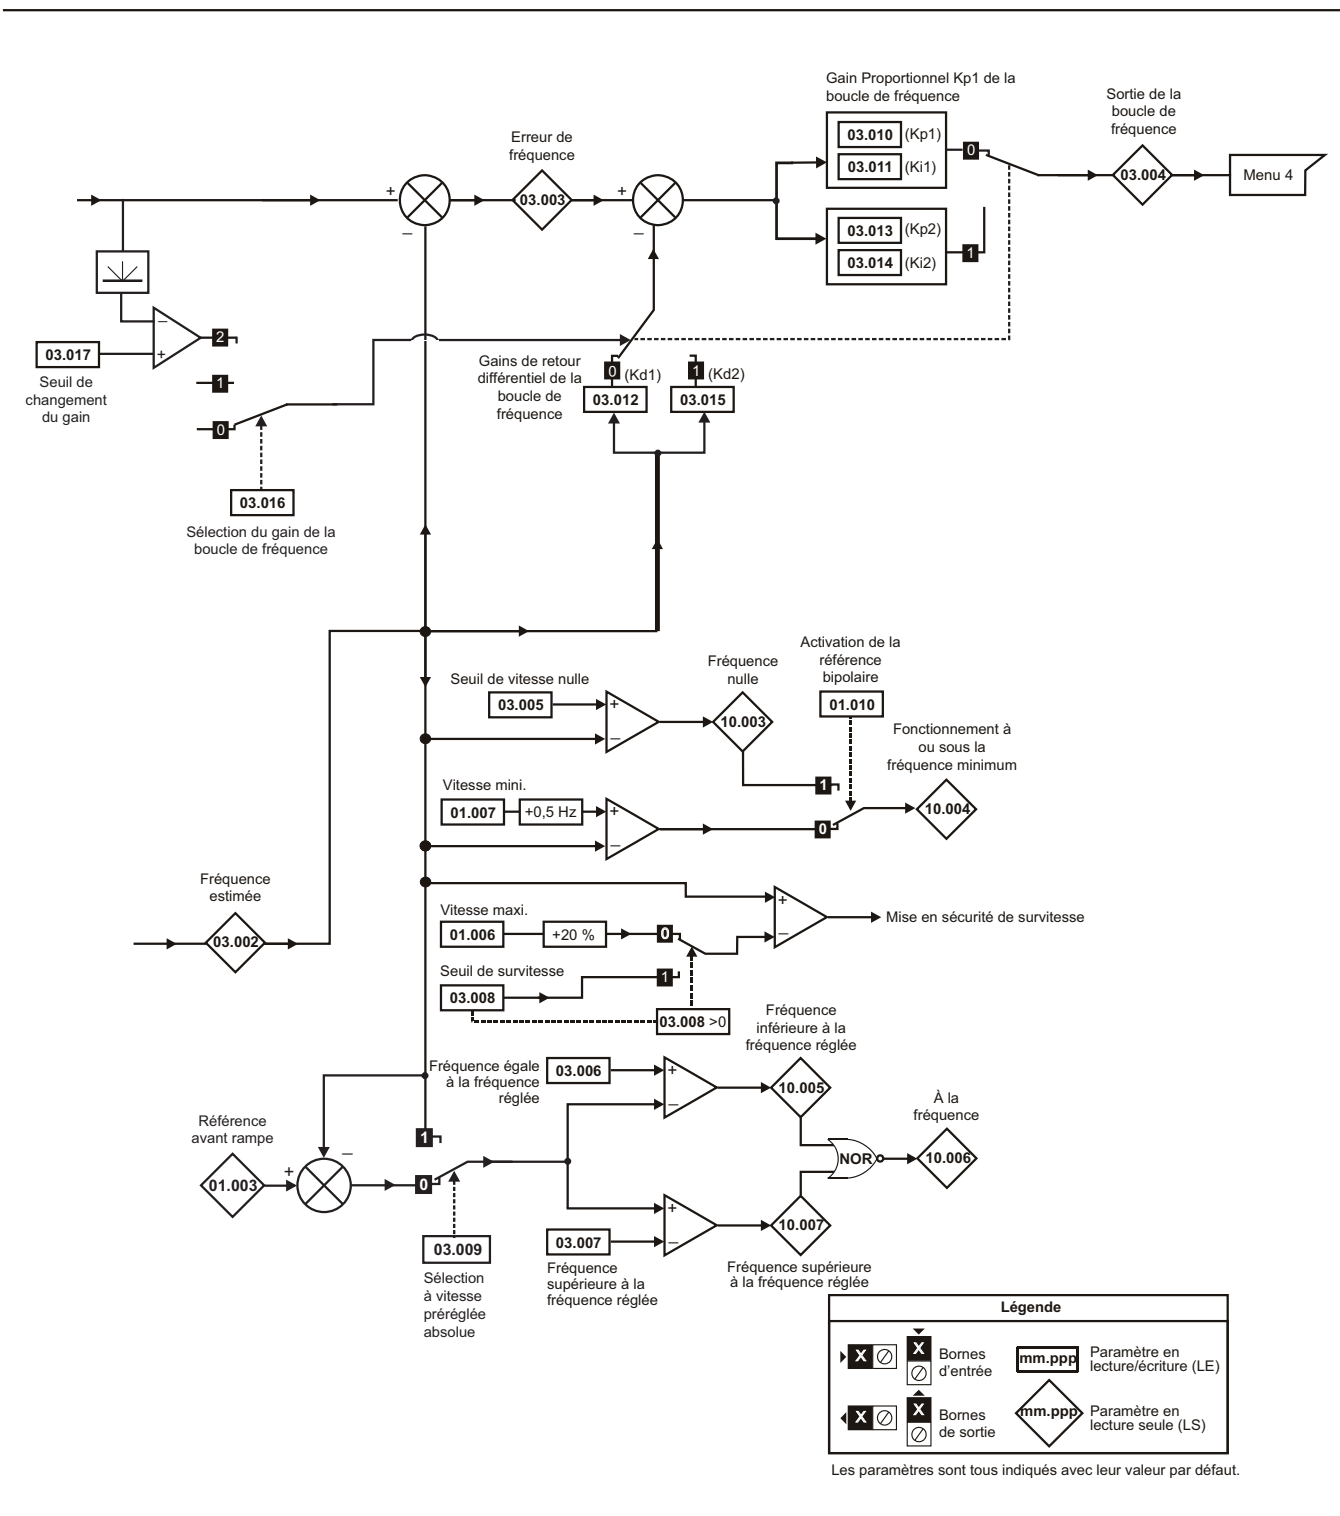 Gain Proportionnel Kp1 de la
boucle de fréquence
Sortie de la
boucle de
fréquence
Erreur de
fréquence
03.010 (Kp1)
0
03.011 (Ki1)
03.004
Menu 4
+
03.003
+
–
–
03.013 (Kp2)
03.014 (Ki2)
1
–
2
03.017
+
Seuil de
changement
du gain
1
0
Gains de retour
différentiel de la
boucle de
fréquence
0 (Kd1)
1 (Kd2)
03.012
03.015
03.016
Sélection du gain de la
boucle de fréquence
Activation de la
référence
bipolaire
01.010
Fréquence
nulle
Seuil de vitesse nulle
03.005
+
–
10.003
Fonctionnement à
ou sous la
fréquence minimum
1
Vitesse mini.
01.007
+0,5 Hz
+
–
0
10.004
Fréquence
estimée
03.002
Vitesse maxi.
01.006
+20 %
0
+
–
Mise en sécurité de survitesse
Seuil de survitesse
1
03.008
03.008 >0
Fréquence
inférieure à la
fréquence réglée
Fréquence égale
à la fréquence
réglée
03.006
+
–
10.005
À la
fréquence
Référence
avant rampe
1
–
+
01.003
0
NOR
10.006
03.009
Sélection
à vitesse
préréglée
absolue
+
–
03.007
10.007
Fréquence
supérieure à la
fréquence réglée
Fréquence supérieure
à la fréquence réglée
Légende
X
X
Bornes
d’entrée
mm.ppp
Paramètre en
lecture/écriture (LE)
X
X
Bornes
de sortie
mm.ppp
Paramètre en
lecture seule (LS)
Les paramètres sont tous indiqués avec leur valeur par défaut.